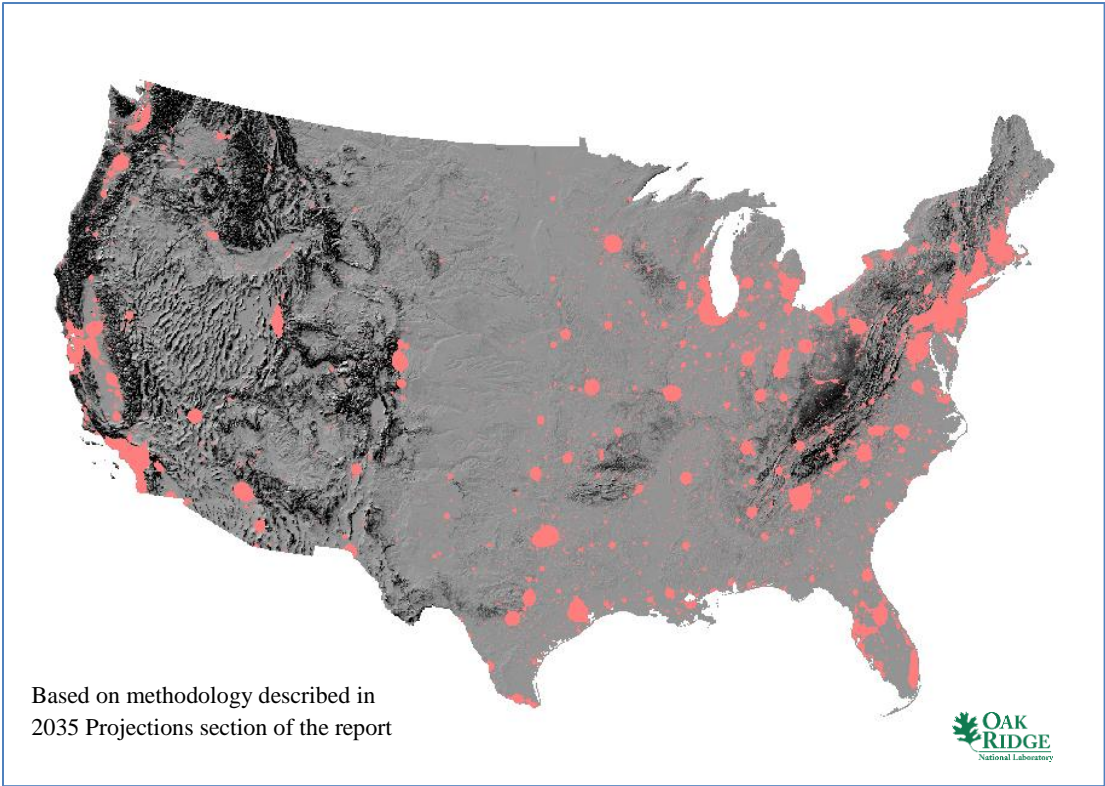 Based on methodology described in
2035 Projections section of the report
OAK
RIDGE
National Laboratory